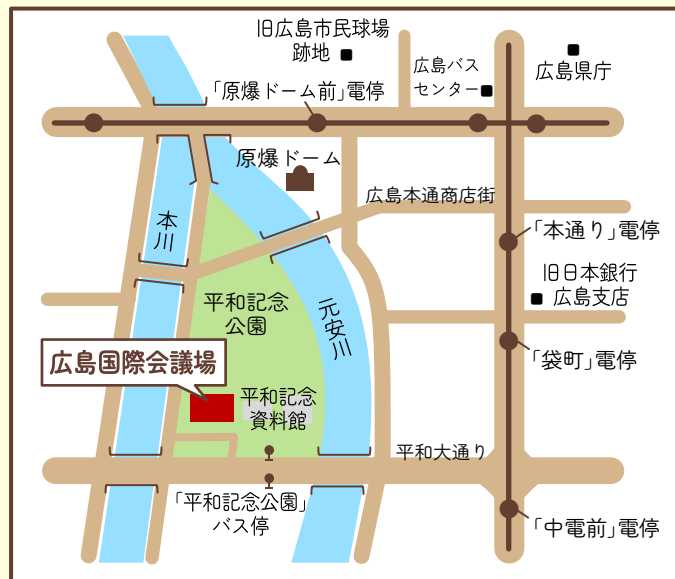 旧広島市民球場
跡地
広島バス
センター
広島県庁
「原爆ドーム前」電停
原爆ドーム
広島本通商店街
本川
「本通り」電停
旧日本銀行
広島支店
平和記念
公園
元安川
「袋町」電停
広島国際会議場
平和記念
資料館
平和大通り
「平和記念公園」
バス停
「中電前」電停